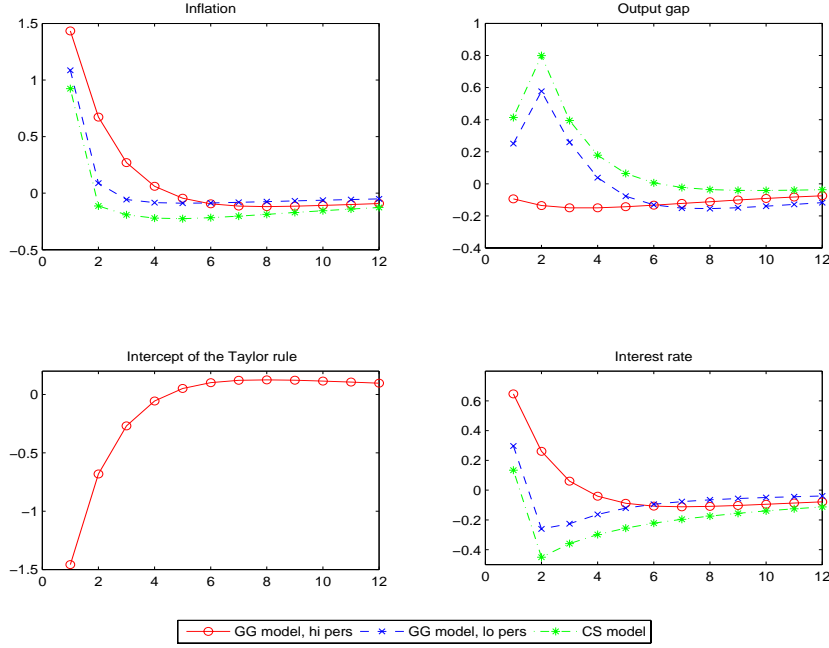 Inflation
1.5
1
0.5
0
−0.5
0 2 4 6 8 10 12
Output gap
1
0.8
0.6
0.4
0.2
0
−0.2
−0.4
0 2 4 6 8 10 12
Intercept of the Taylor rule
0
−0.5
−1
−1.5
0 2 4 6 8 10 12
Interest rate
0.6
0.4
0.2
0
−0.2
−0.4
0 2 4 6 8 10 12
GG model, hi pers GG model, lo pers CS model